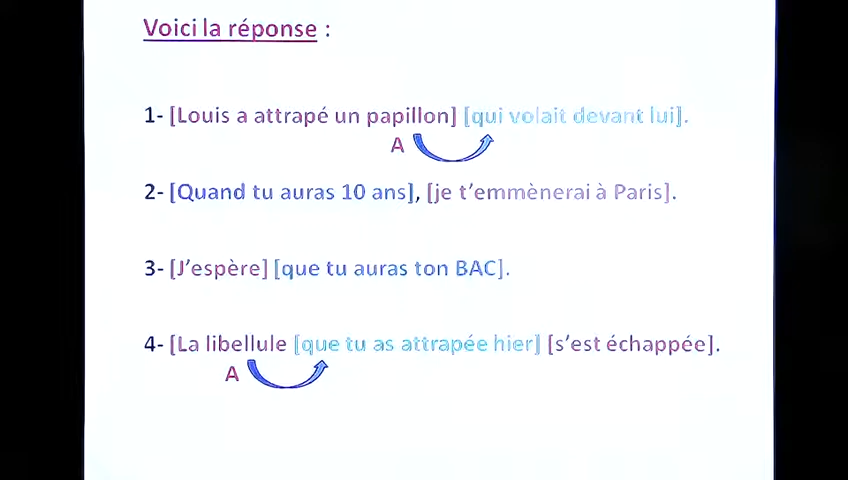 Voici la réponse :
1- [Louis a attrapé un papillon] [qui volait devant lui].
A
2- [Quand tu auras 10 ans], [je t'emmènerai à Paris].
3- [J'espère] [que tu auras ton BAC].
4- [La libellule [que tu as attrapée hier] [s'est échappée].
A